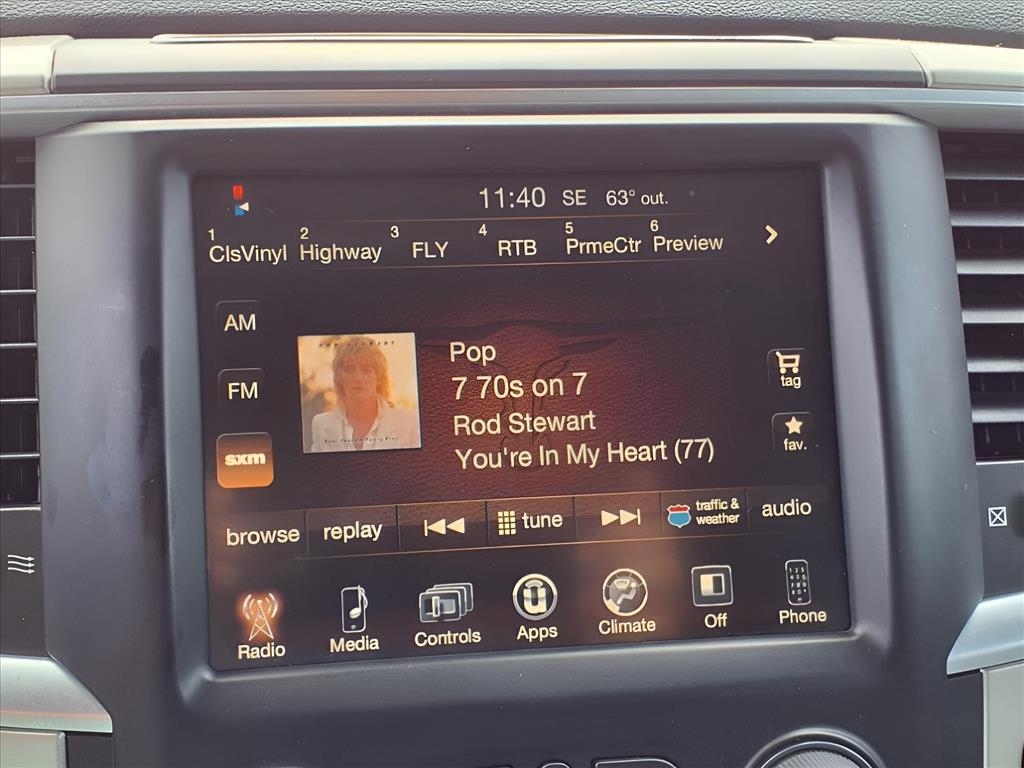 11:40 SE 63° out.
1 ClsVinyl 2 Highway 3 FLY 4 RTB 5 PrmeCtr 6 Preview
AM
FM
sxm
ROD STEWART
Pop
7 70s on 7
Rod Stewart
You're In My Heart (77)
tag
fav.
browse replay tune traffic & weather audio
Radio Media Controls Apps Climate Off Phone